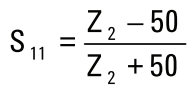 S₁₁ = (Z₂ − 50) / (Z₂ + 50)